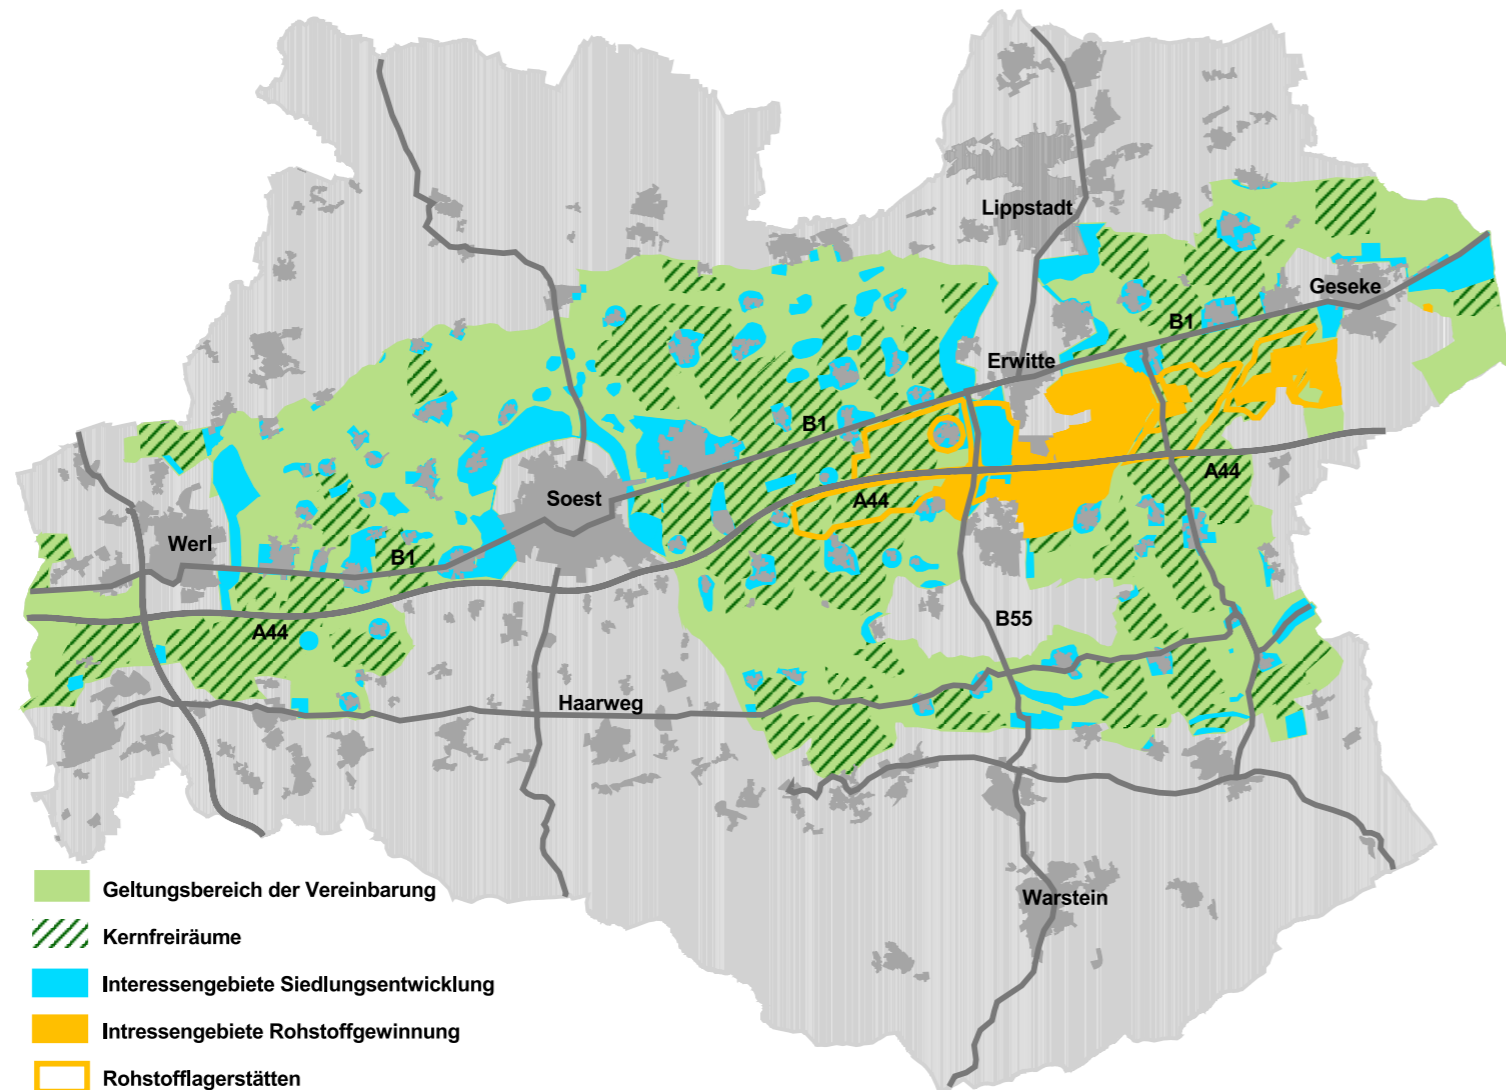 Lippstadt
Geseke
B1
Erwitte
B1
Soest
A44
A44
Werl
B1
A44
B55
Haarweg
Warstein
Geltungsbereich der Vereinbarung
Kernfreiräume
Interessengebiete Siedlungsentwicklung
Intressengebiete Rohstoffgewinnung
Rohstofflagerstätten